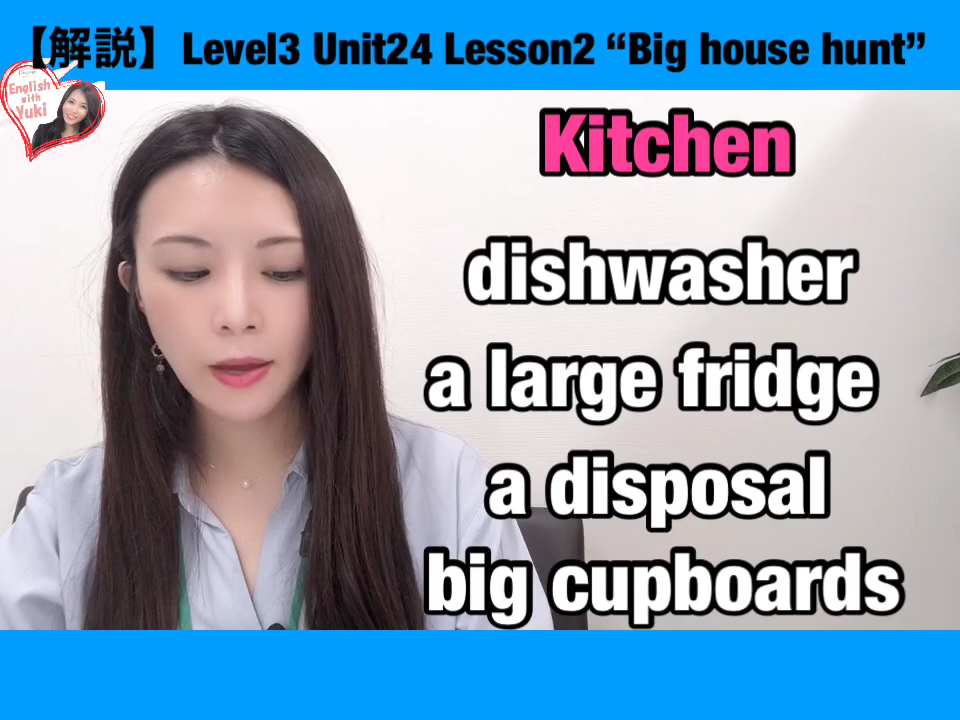 【解説】Level3 Unit24 Lesson2 “Big house hunt”
English
with
Yuki
Kitchen
dishwasher
a large fridge
a disposal
big cupboards